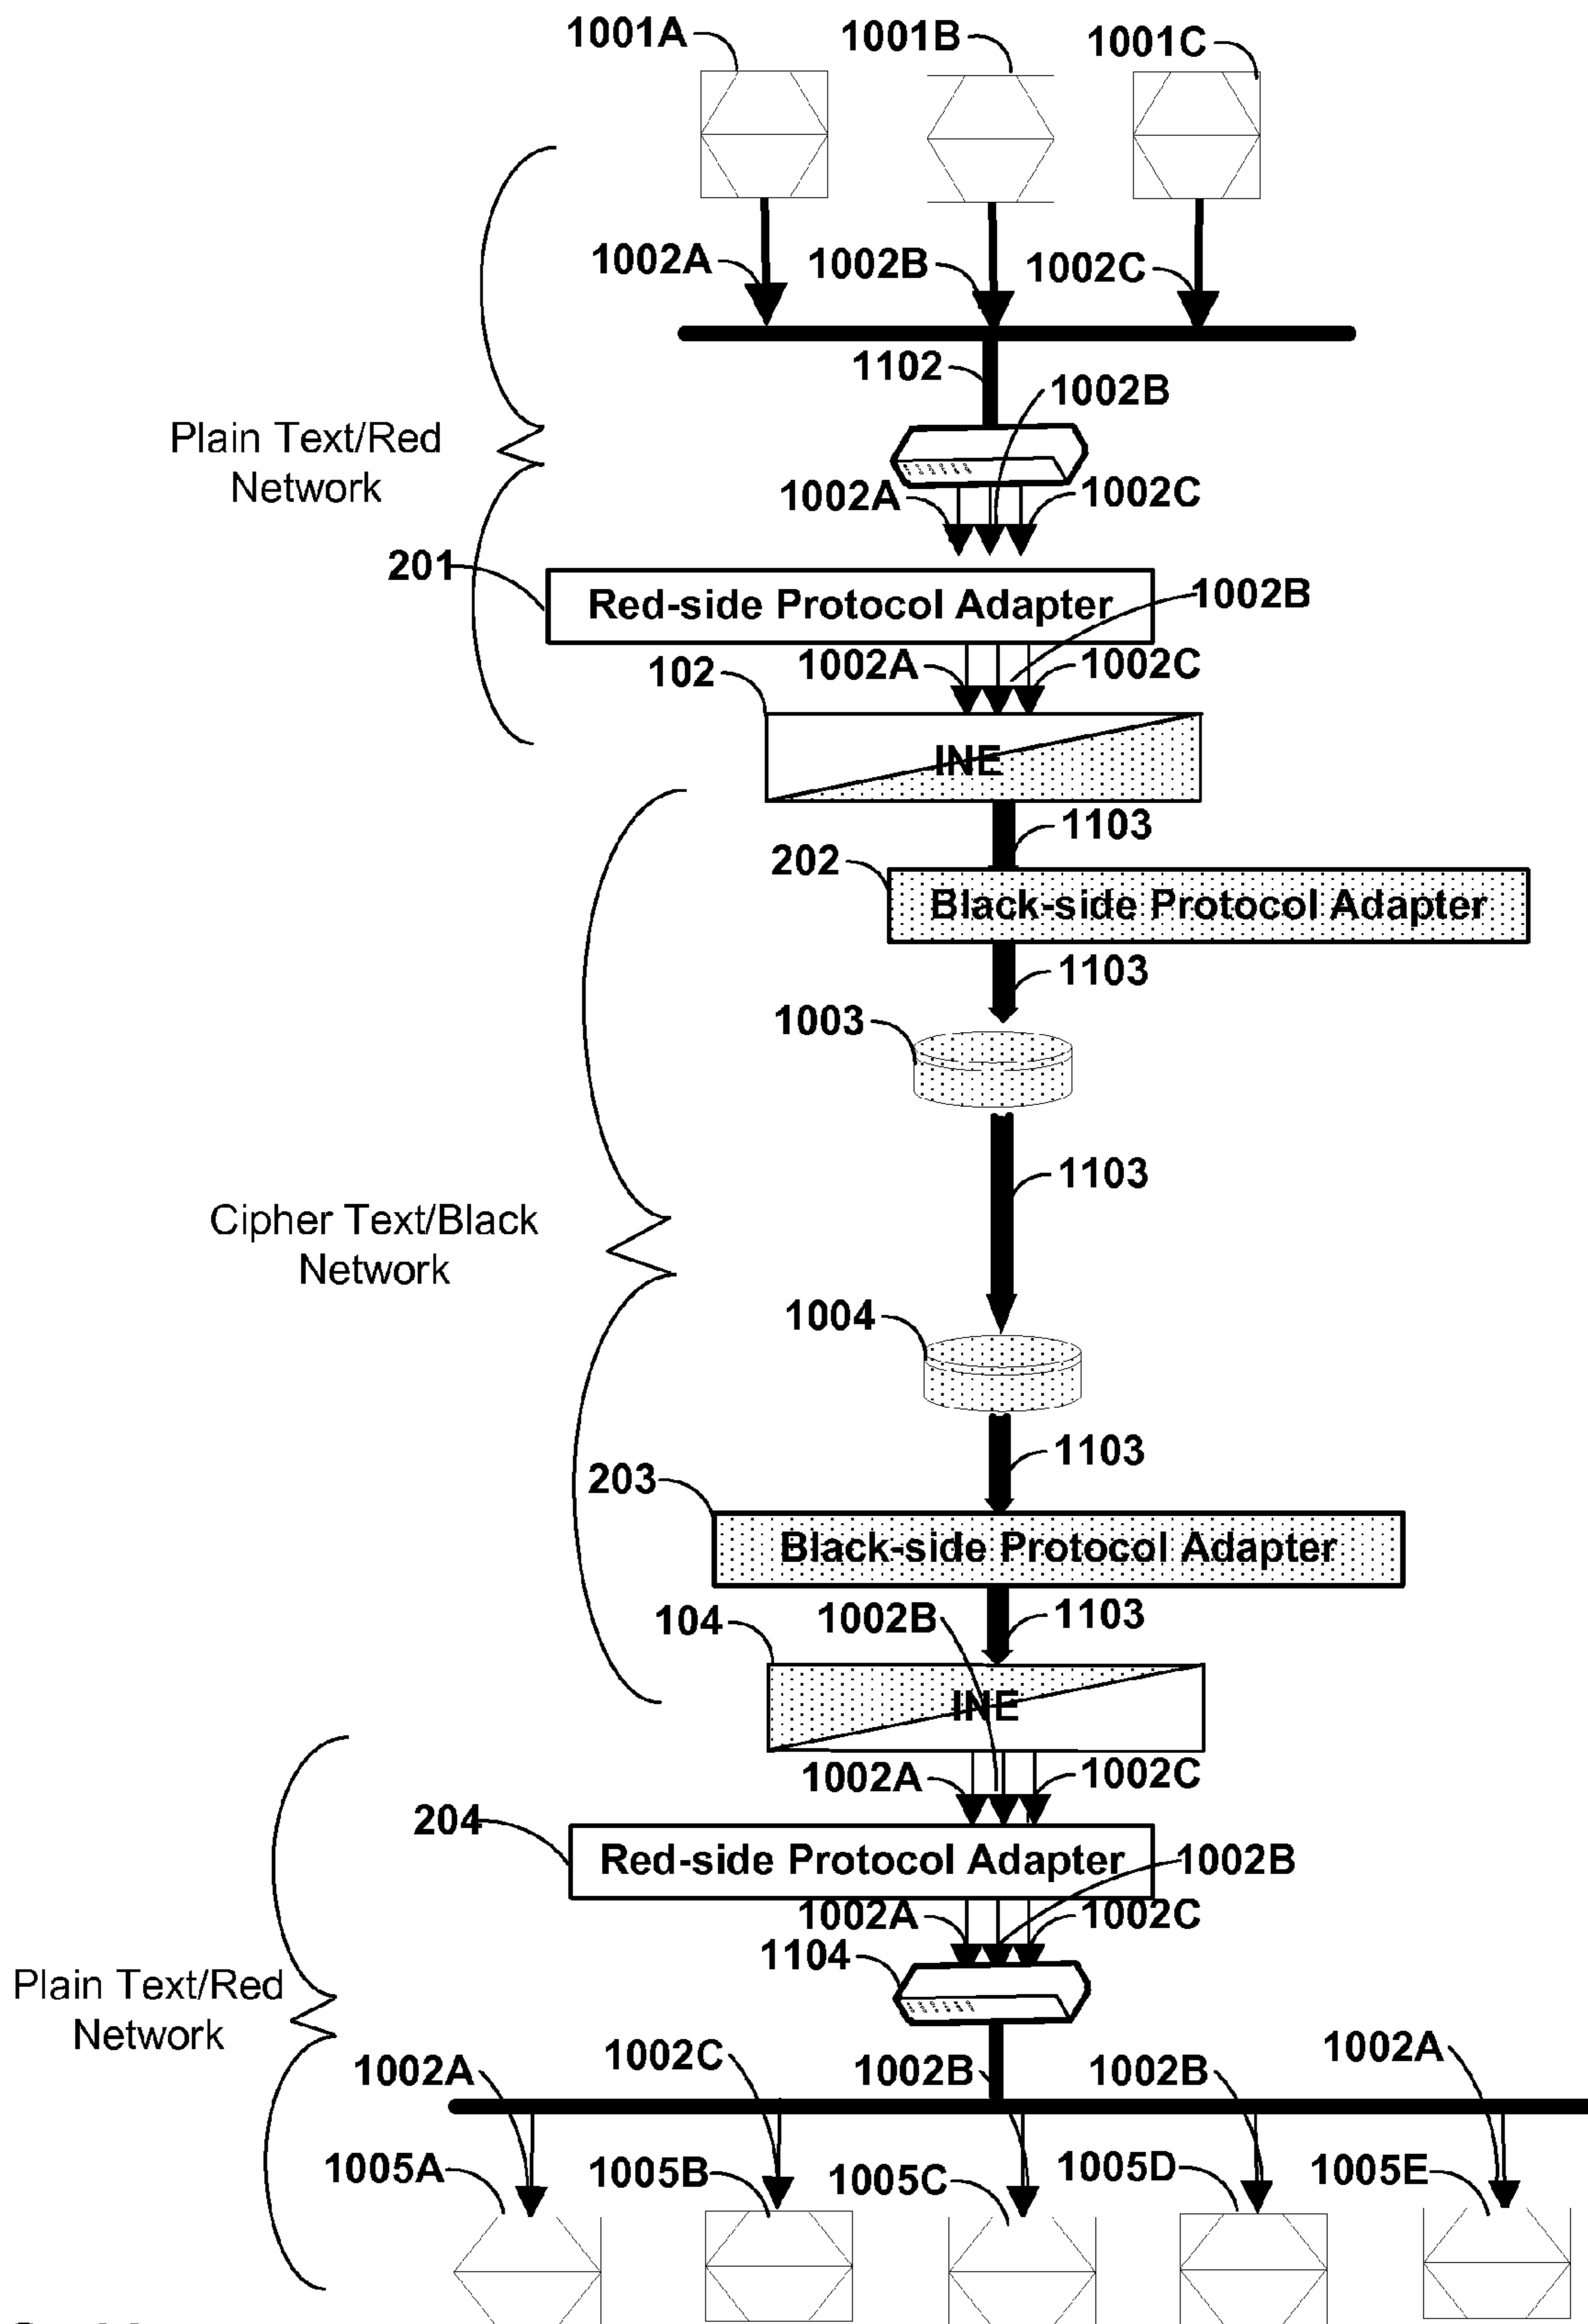 1001A
1001B
1001C
1002A
1002B
1002C
1102
1002B
Plain Text/Red
Network
1002A
1002C
201
Red-side Protocol Adapter
1002B
102
1002A
1002C
INE
1103
202
Black-side Protocol Adapter
1103
1003
1103
Cipher Text/Black
Network
1004
1103
203
Black-side Protocol Adapter
104
1002B
1103
INE
1002A
1002C
204
Red-side Protocol Adapter
1002B
1002A
1002C
1104
Plain Text/Red
Network
1002A
1002C
1002B
1002B
1002A
1005A
1005B
1005C
1005D
1005E